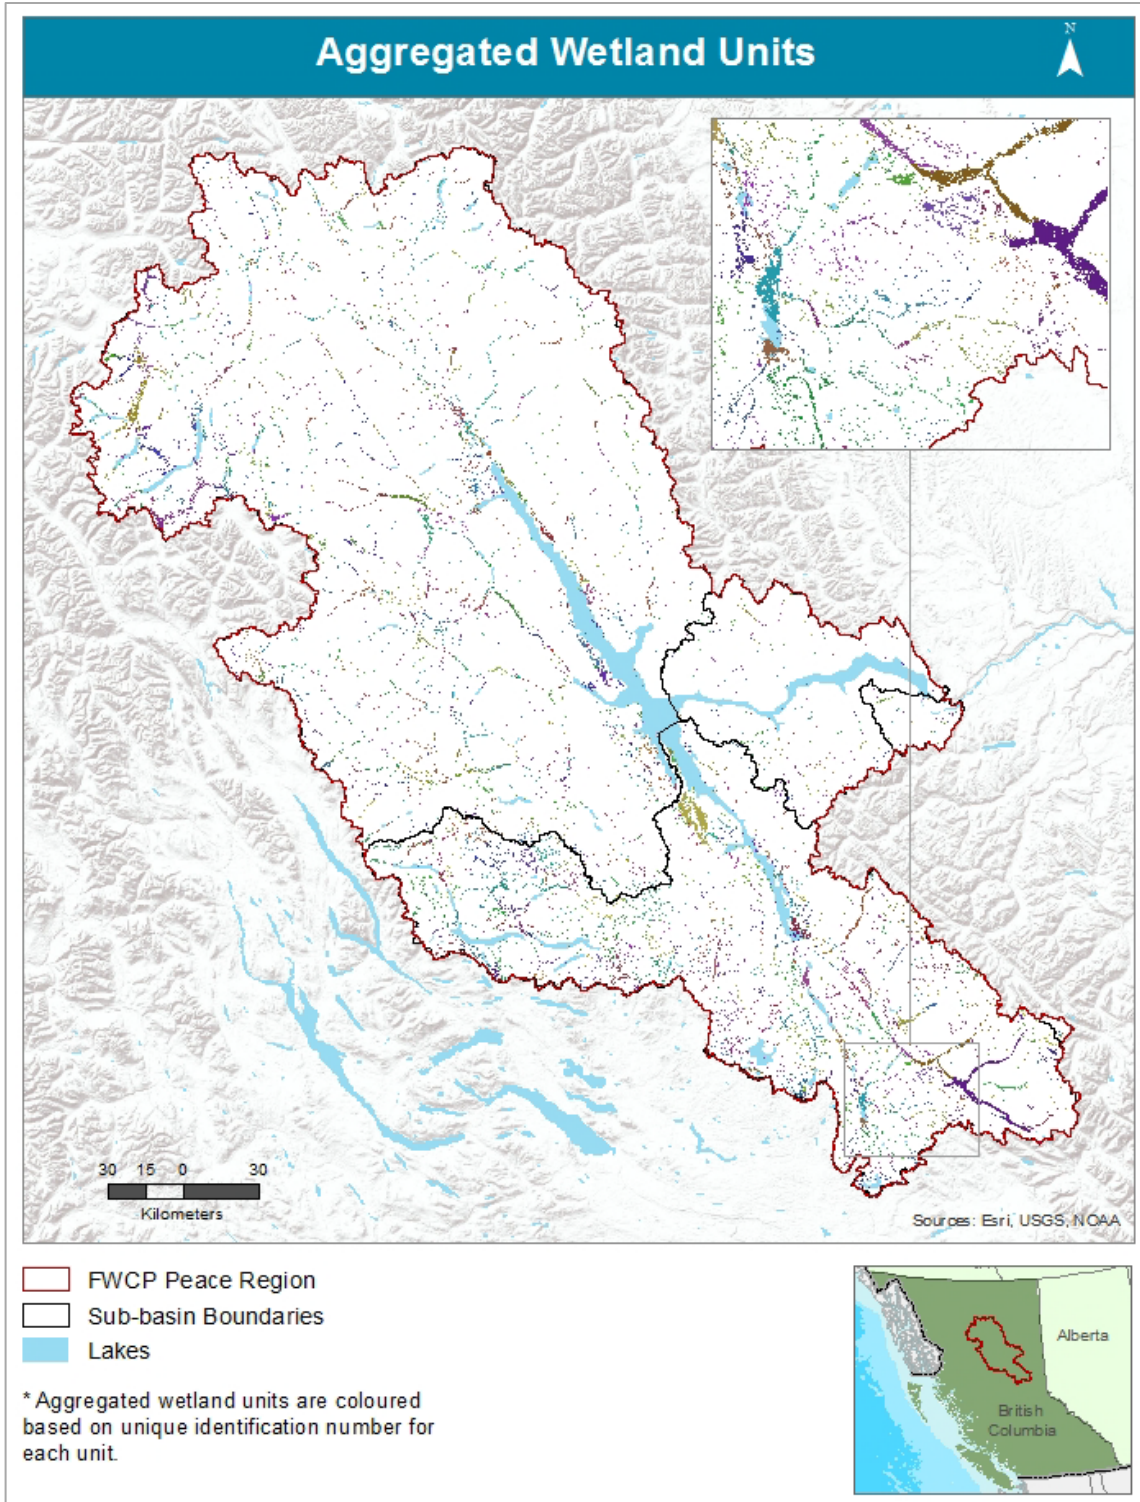 Aggregated Wetland Units
N
30 15 0 30
Kilometers
Sources: Esri, USGS, NOAA
FWCP Peace Region
Sub-basin Boundaries
Lakes
* Aggregated wetland units are coloured
based on unique identification number for
each unit.
Alberta
British
Columbia